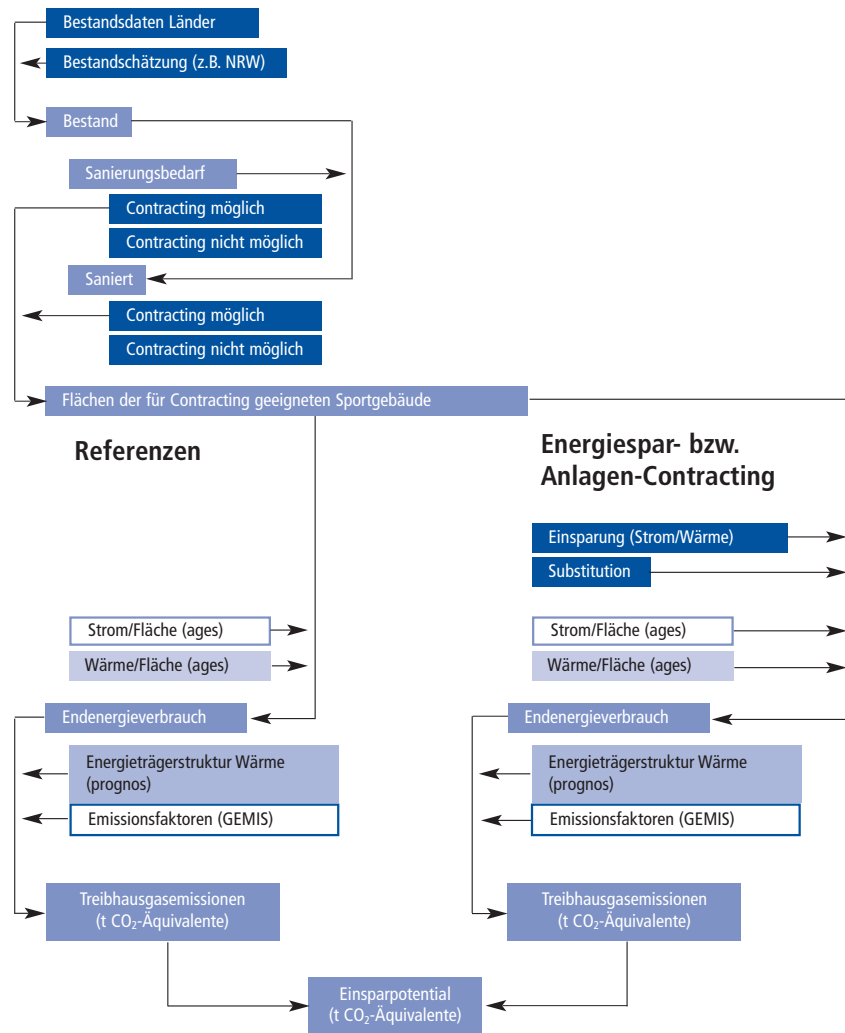 Bestandsdaten Länder
Bestandschätzung (z.B. NRW)
Bestand
Sanierungsbedarf
Contracting möglich
Contracting nicht möglich
Saniert
Contracting möglich
Contracting nicht möglich
Flächen der für Contracting geeigneten Sportgebäude
Referenzen
Strom/Fläche (ages)
Wärme/Fläche (ages)
Endenergieverbrauch
Energieträgerstruktur Wärme
(prognos)
Emissionsfaktoren (GEMIS)
Treibhausgasemissionen
(t CO₂-Äquivalente)
Energiespar- bzw.
Anlagen-Contracting
Einsparung (Strom/Wärme)
Substitution
Strom/Fläche (ages)
Wärme/Fläche (ages)
Endenergieverbrauch
Energieträgerstruktur Wärme
(prognos)
Emissionsfaktoren (GEMIS)
Treibhausgasemissionen
(t CO₂-Äquivalente)
Einsparpotential
(t CO₂-Äquivalente)